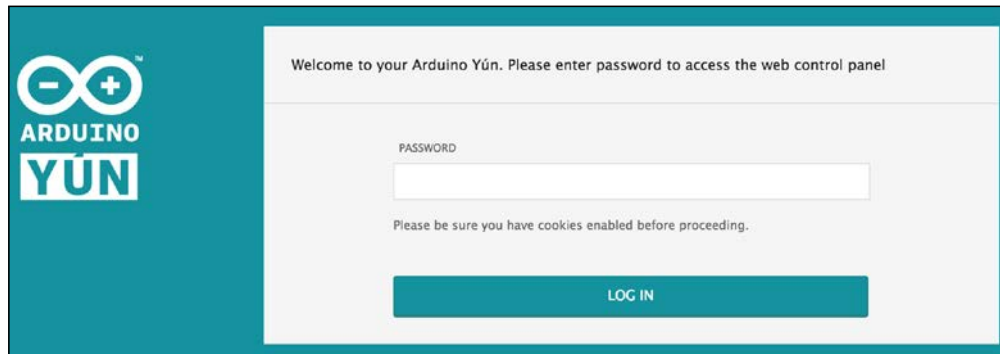 Welcome to your Arduino Yún. Please enter password to access the web control panel
™
ARDUINO
YÚN
PASSWORD
Please be sure you have cookies enabled before proceeding.
LOG IN